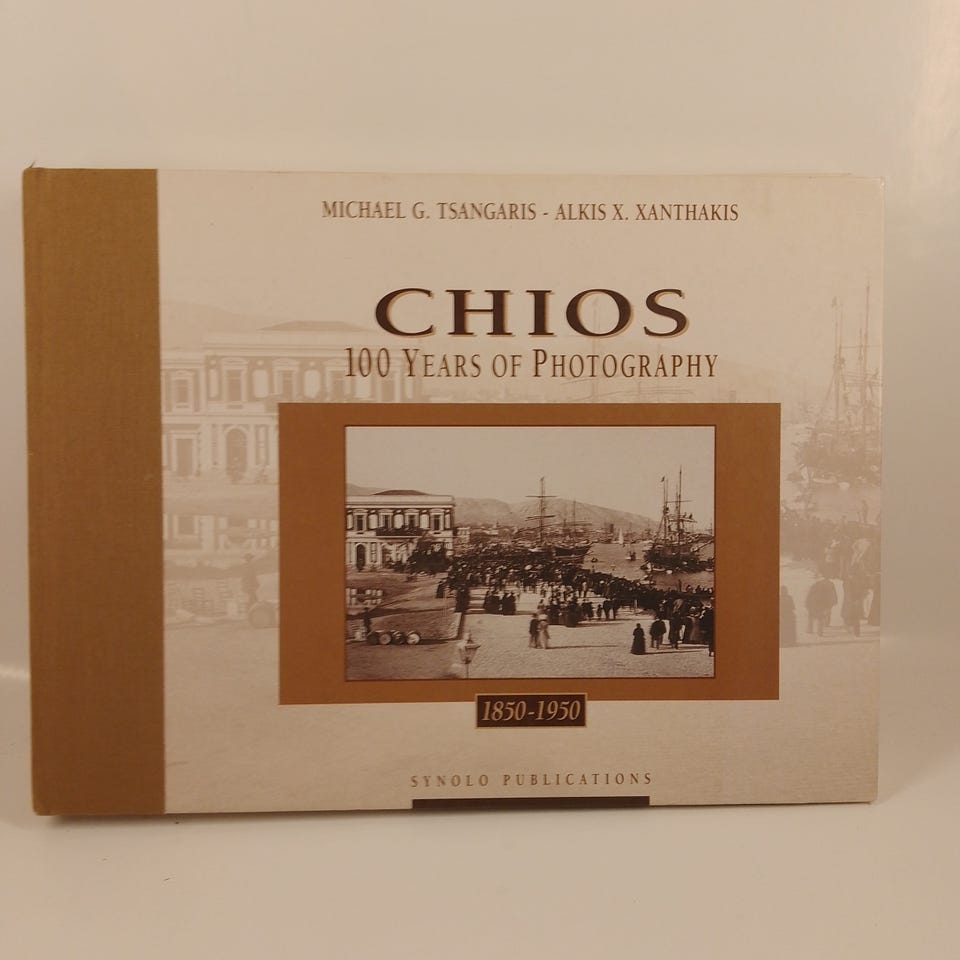 MICHAEL G. TSANGARIS - ALKIS X. XANTHAKIS
CHIOS
100 YEARS OF PHOTOGRAPHY
1850-1950
SYNOLO PUBLICATIONS